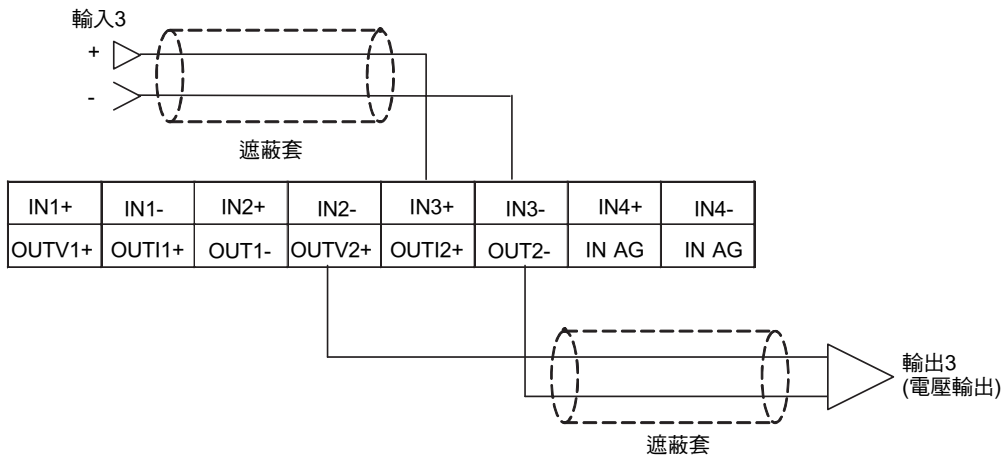 輸入3
+
-
遮蔽套
IN1+ IN1- IN2+ IN2- IN3+ IN3- IN4+ IN4-
OUTV1+ OUTI1+ OUT1- OUTV2+ OUTI2+ OUT2- IN AG IN AG
輸出3
(電壓輸出)
遮蔽套